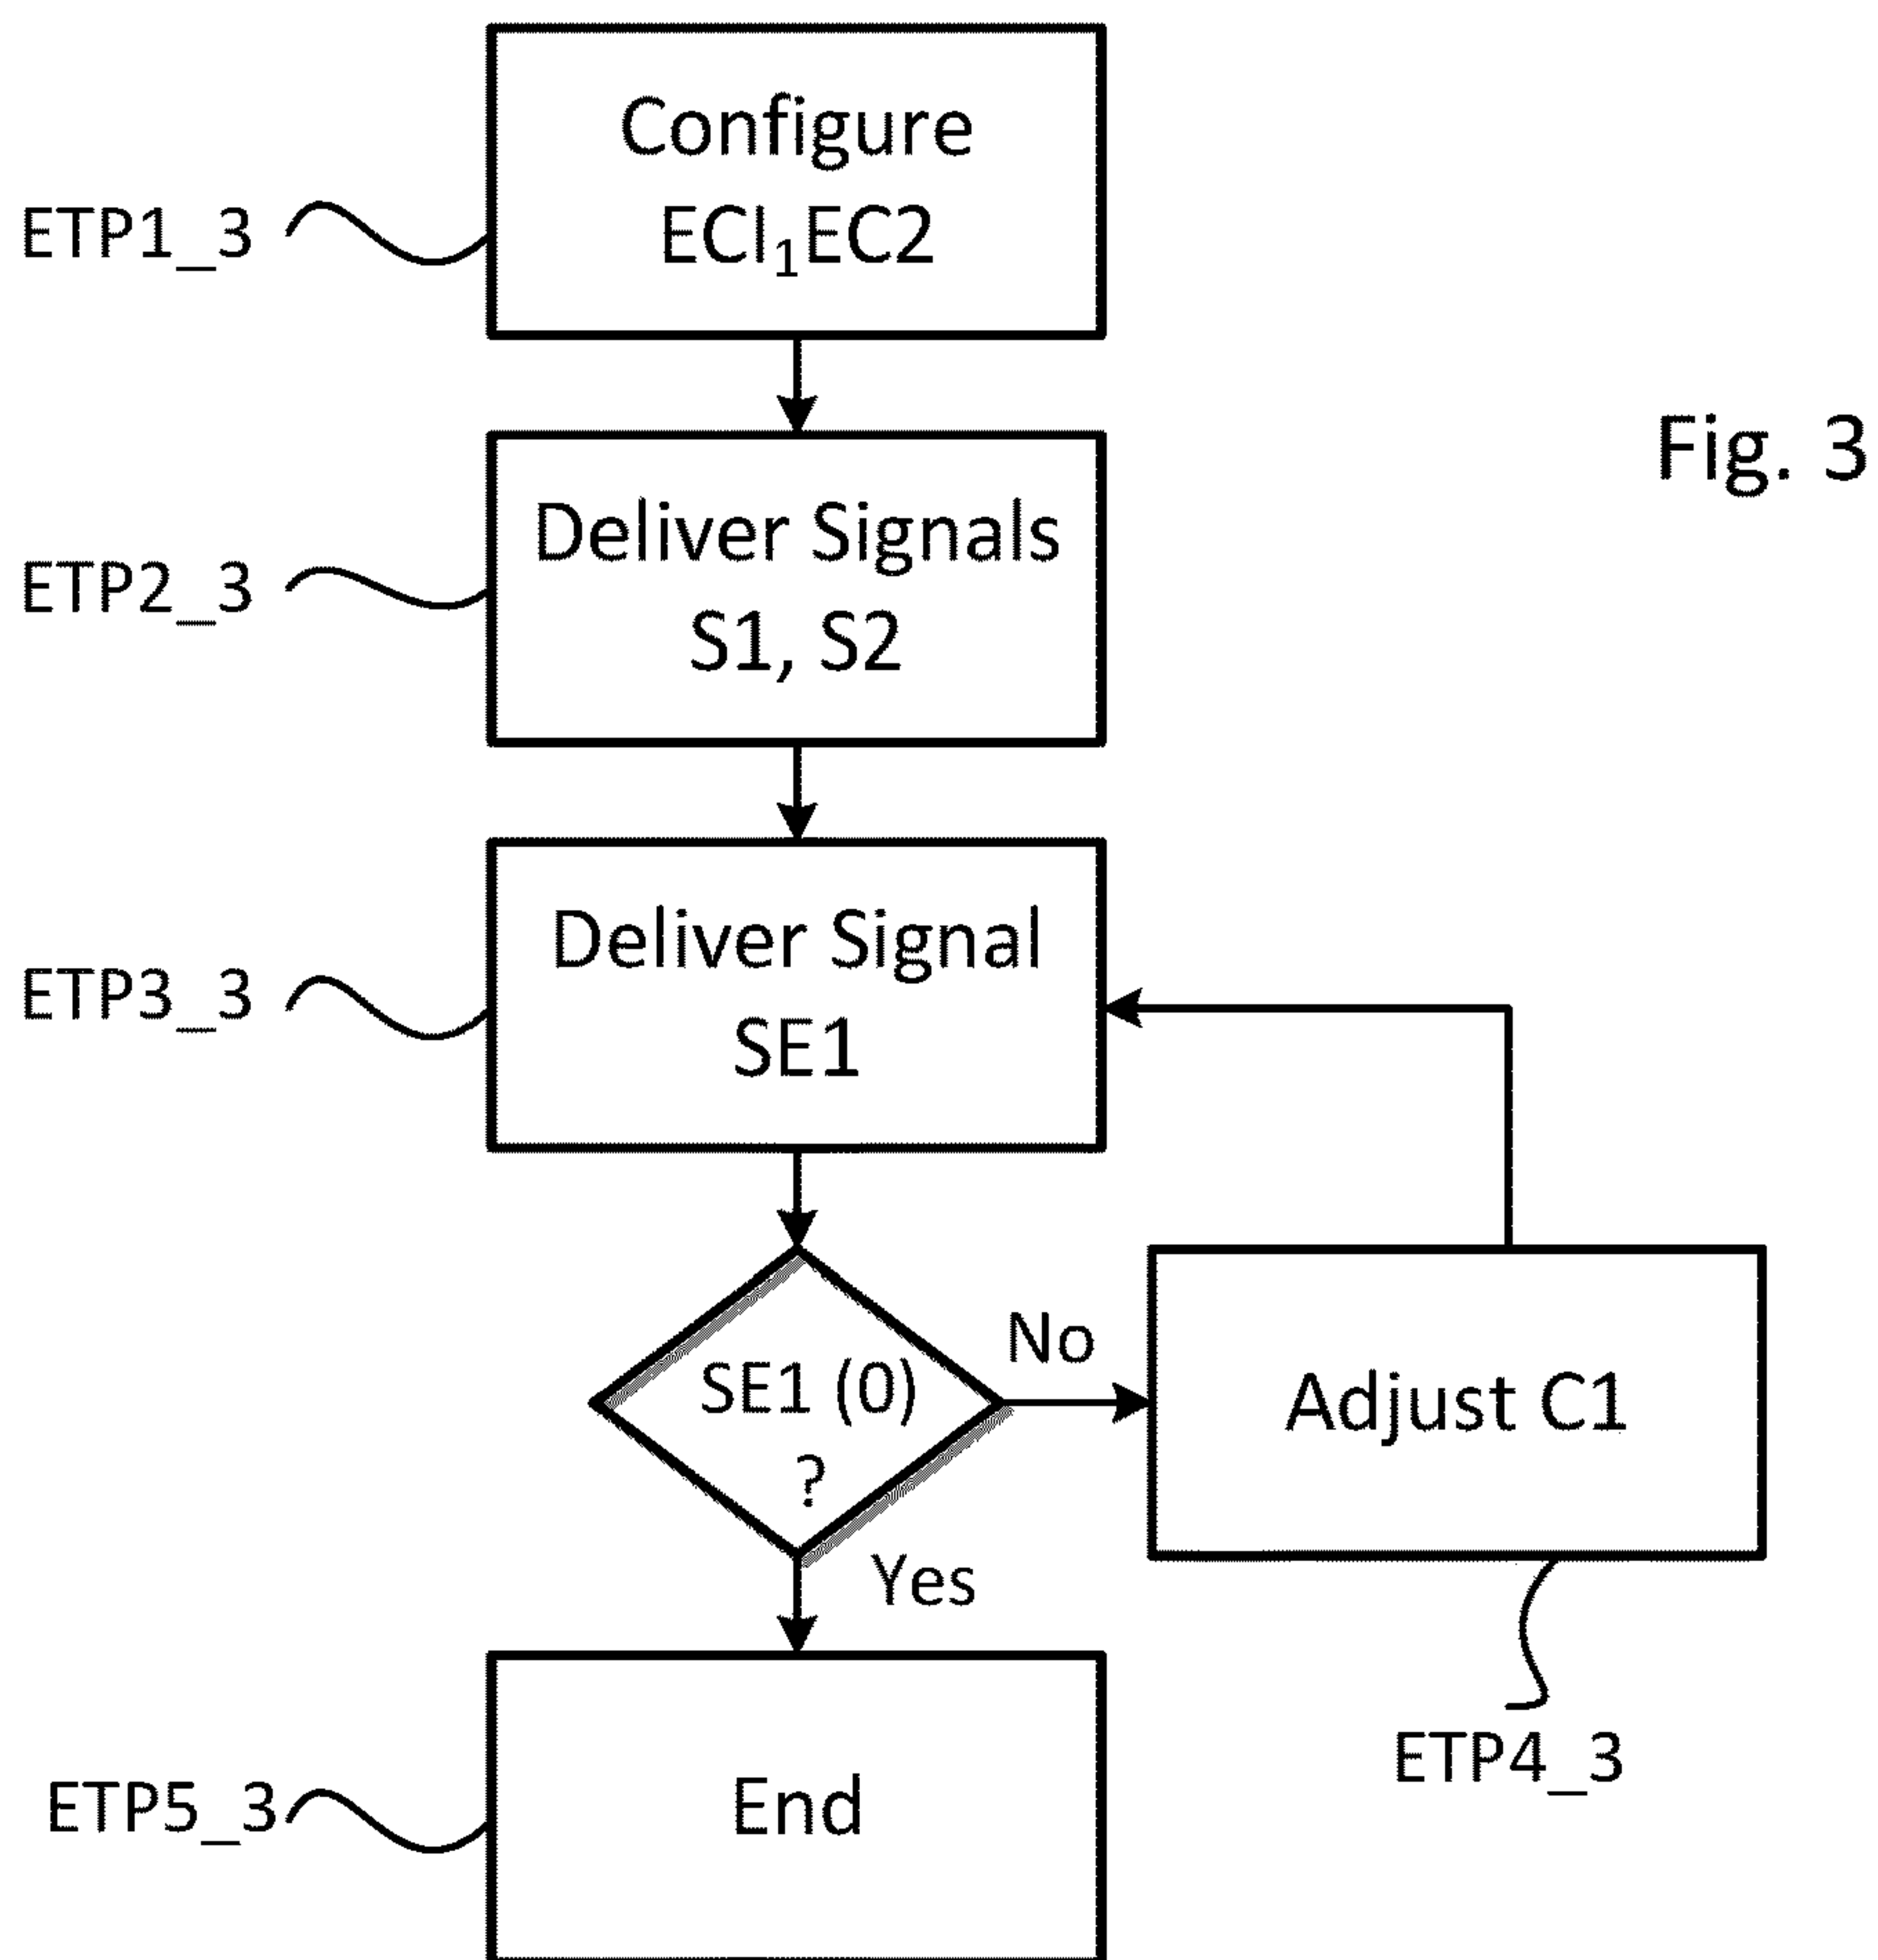 Configure
ECI₁EC2
ETP1_3
Fig. 3
Deliver Signals
S1, S2
ETP2_3
Deliver Signal
SE1
ETP3_3
SE1 (0)
?
No
Yes
Adjust C1
ETP4_3
End
ETP5_3